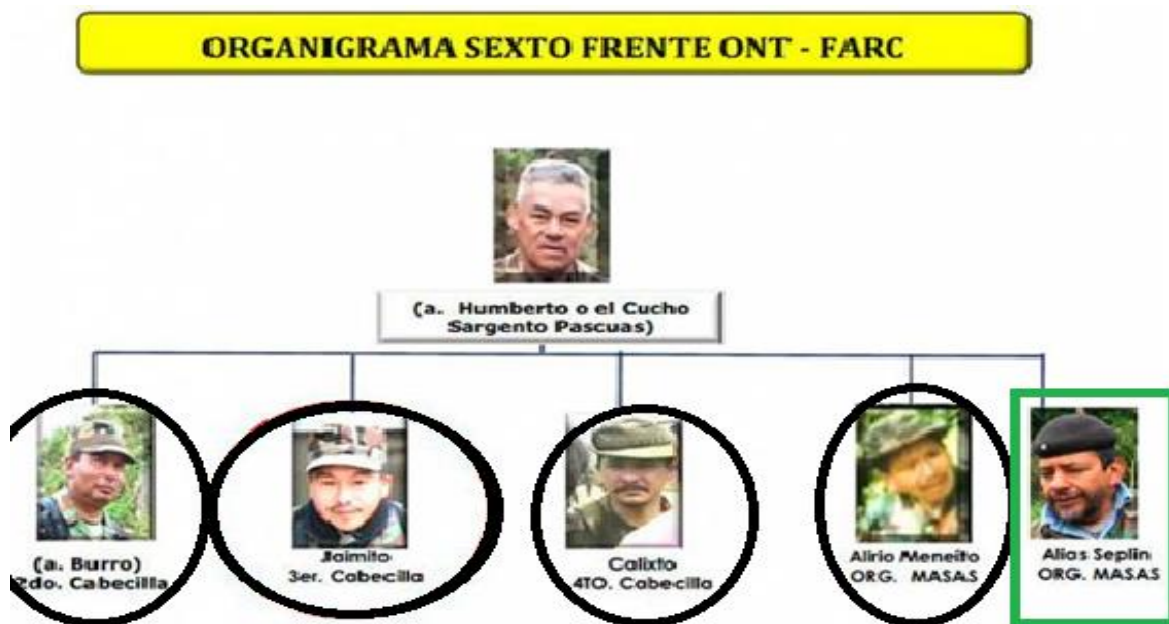 ORGANIGRAMA SEXTO FRENTE ONT - FARC
(a. Humberto o el Cucho
Sargento Pascuas)
(a. Burro)
2do. Cabecilla
Jaimito
3er. Cabecilla
Calixto
4TO. Cabecilla
Alirio Meneito
ORG. MASAS
Alias Seplin
ORG. MASAS